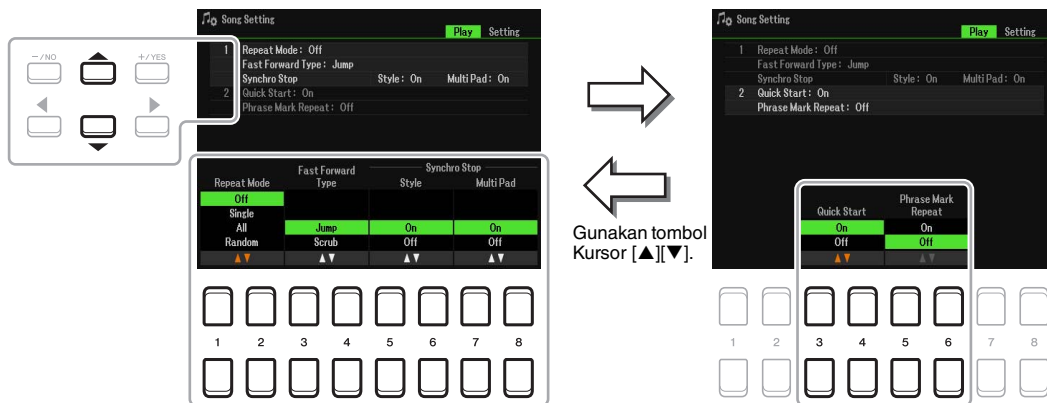 Song Setting
Play Setting
1 Repeat Mode: Off
Fast Forward Type: Jump
Synchro Stop Style: On Multi Pad: On
2 Quick Start: On
Phrase Mark Repeat: Off
-/NO +/YES
Synchro Stop
Repeat Mode Fast Forward Type Style Multi Pad
Off
Single
All Jump On On
Random Scrub Off Off
1 2 3 4 5 6 7 8
Gunakan tombol
Kursor [▲][▼].
Song Setting
Play Setting
1 Repeat Mode: Off
Fast Forward Type: Jump
Synchro Stop Style: On Multi Pad: On
2 Quick Start: On
Phrase Mark Repeat: Off
Quick Start Phrase Mark Repeat
On On
Off Off
1 2 3 4 5 6 7 8